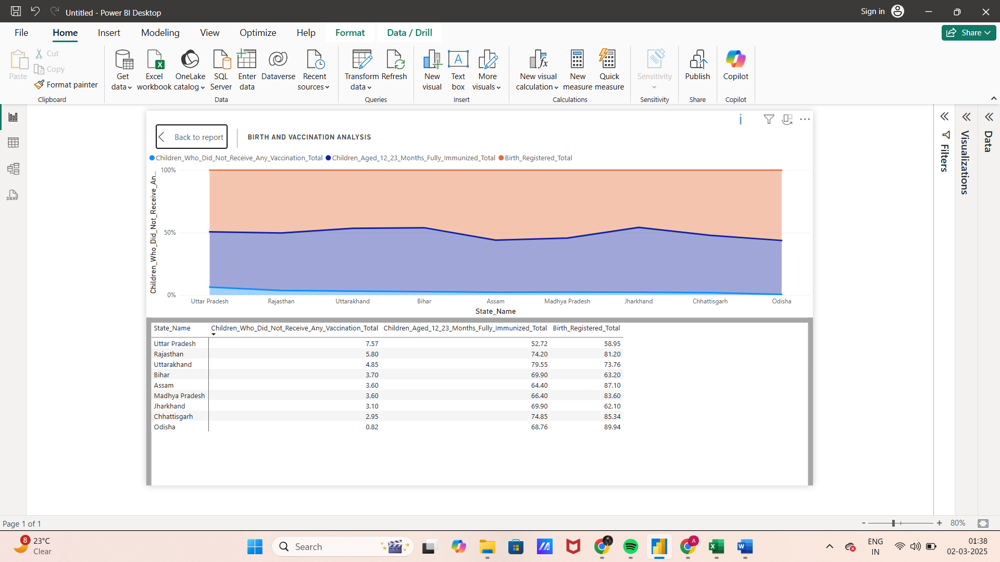 Untitled - Power BI Desktop
Sign in
File Home Insert Modeling View Optimize Help Format Data / Drill
Share
Paste
Cut
Copy
Format painter
Clipboard
Get data
Excel workbook
OneLake catalog
SQL Server
Enter data
Dataverse
Recent sources
Data
Transform data
Refresh
Queries
New visual
Text box
More visuals
Insert
New visual calculation
New measure
Quick measure
Calculations
Sensitivity
Sensitivity
Publish
Share
Copilot
Copilot
Back to report
BIRTH AND VACCINATION ANALYSIS
Children_Who_Did_Not_Receive_Any_Vaccination_Total Children_Aged_12_23_Months_Fully_Immunized_Total Birth_Registered_Total
Children_Who_Did_Not_Receive_An...
100%
50%
0%
Uttar Pradesh Rajasthan Uttarakhand Bihar Assam Madhya Pradesh Jharkhand Chhattisgarh Odisha
State_Name
State_Name Children_Who_Did_Not_Receive_Any_Vaccination_Total Children_Aged_12_23_Months_Fully_Immunized_Total Birth_Registered_Total
Uttar Pradesh 7.57 52.72 58.95
Rajasthan 5.80 74.20 81.20
Uttarakhand 4.85 79.55 73.76
Bihar 3.70 69.90 63.20
Assam 3.60 64.40 87.10
Madhya Pradesh 3.60 66.40 83.60
Jharkhand 3.10 69.90 62.10
Chhattisgarh 2.95 74.85 85.34
Odisha 0.82 68.76 89.94
Filters
Visualizations
Data
DAX
Page 1 of 1
- + 80%
8
23°C
Clear
Search
A
ENG
IN
01:38
02-03-2025